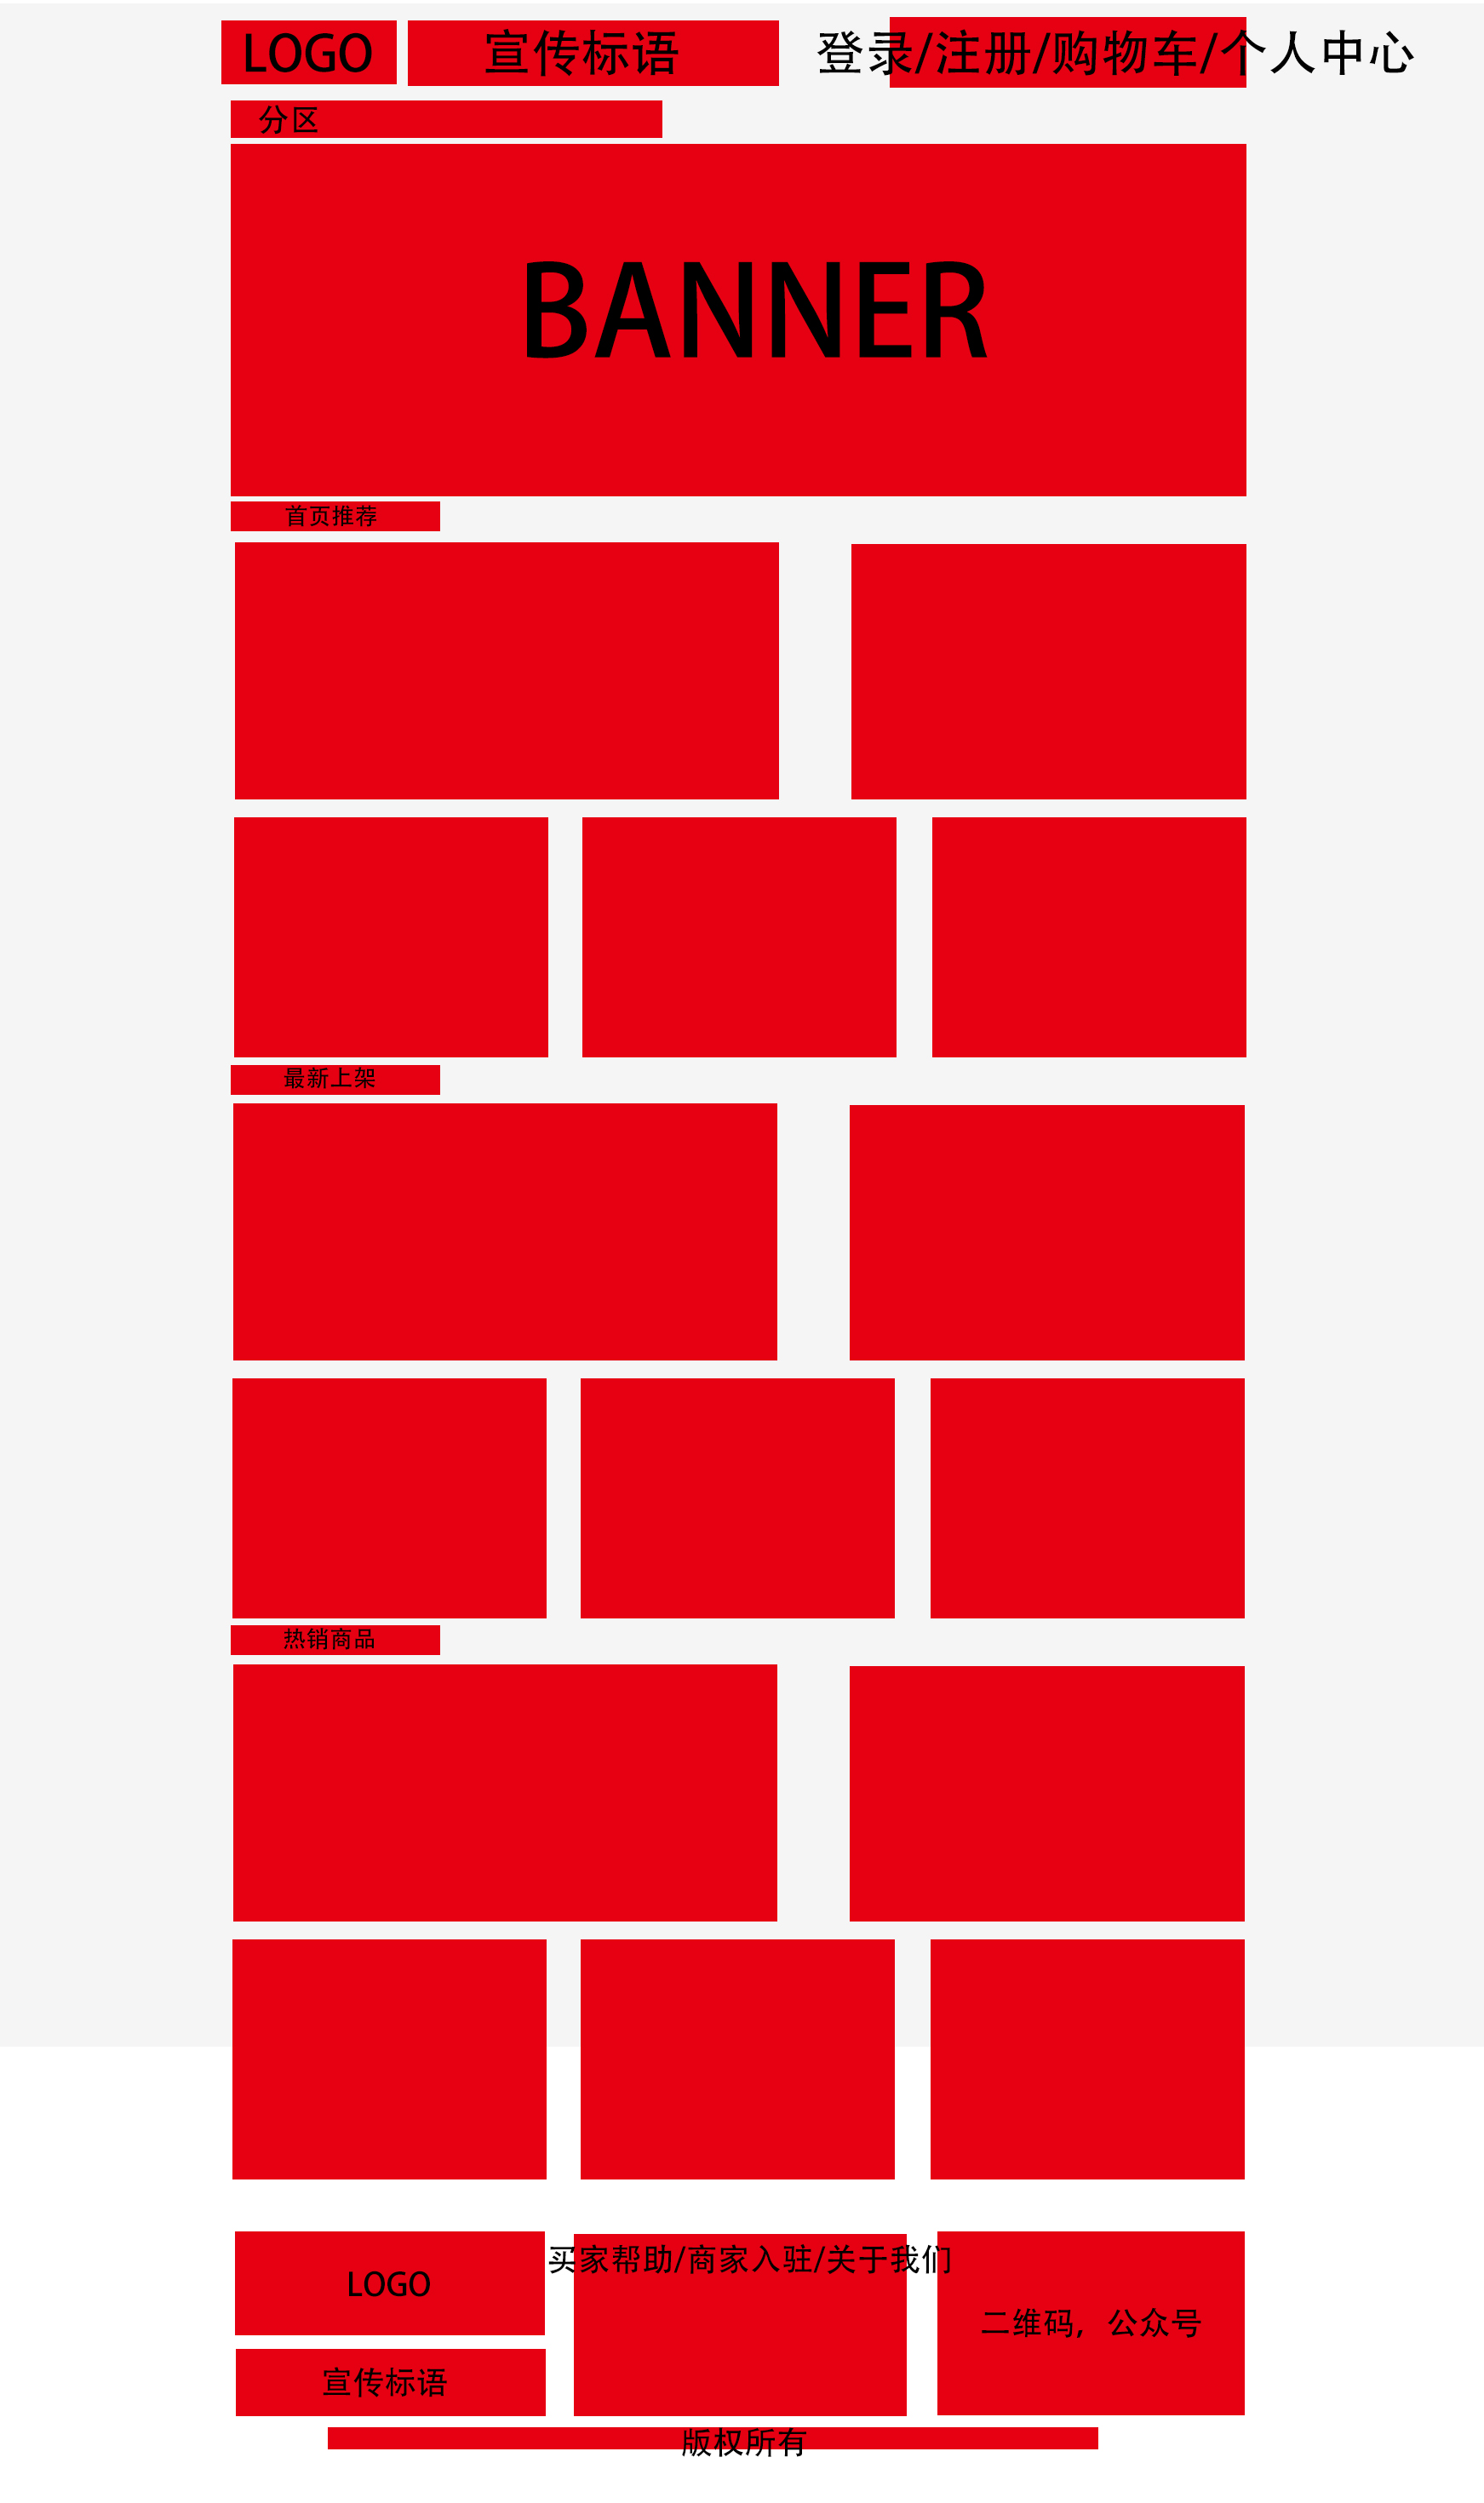 LOGO
宣传标语
登录/注册/购物车/个人中心
分区
BANNER
首页推荐
最新上架
热销商品
LOGO
买家帮助/商家入驻/关于我们
二维码，公众号
宣传标语
版权所有